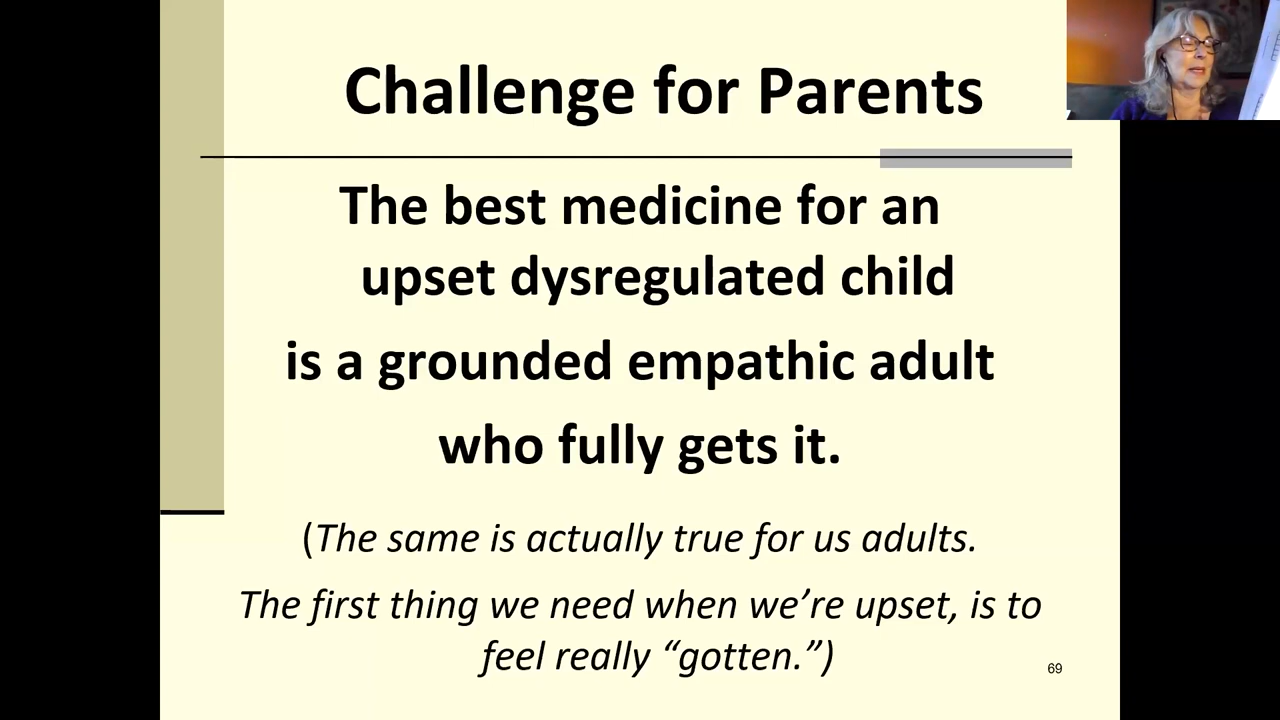 Challenge for Parents
The best medicine for an
upset dysregulated child
is a grounded empathic adult
who fully gets it.
(The same is actually true for us adults.
The first thing we need when we’re upset, is to
feel really “gotten.”)
69